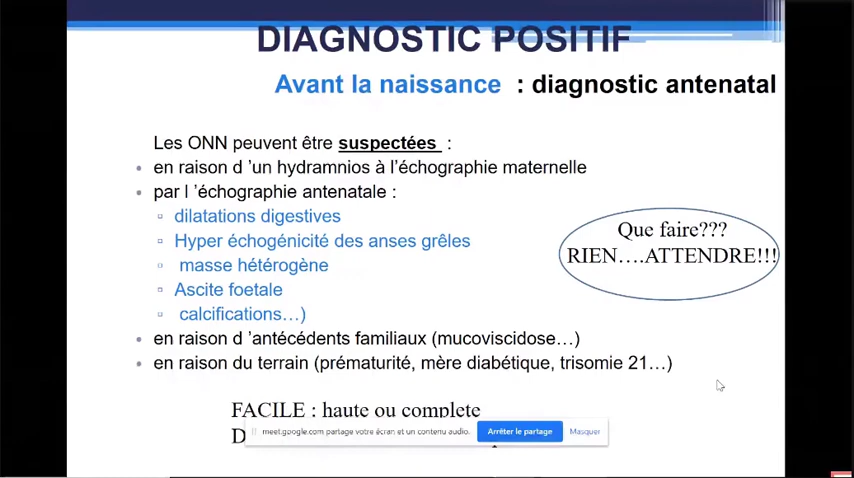 DIAGNOSTIC POSITIF
Avant la naissance : diagnostic antenatal
Les ONN peuvent être suspectées :
en raison d ’un hydramnios à l’échographie maternelle
par l ’échographie antenatale :
dilatations digestives
Hyper échogénicité des anses grêles
masse hétérogène
Ascite foetale
calcifications…)
Que faire???
RIEN….ATTENDRE!!!
en raison d ’antécédents familiaux (mucoviscidose…)
en raison du terrain (prématurité, mère diabétique, trisomie 21…)
FACILE : haute ou complete
D
meet.google.com partage votre écran et un contenu audio.
Arrêter le partage
Masquer